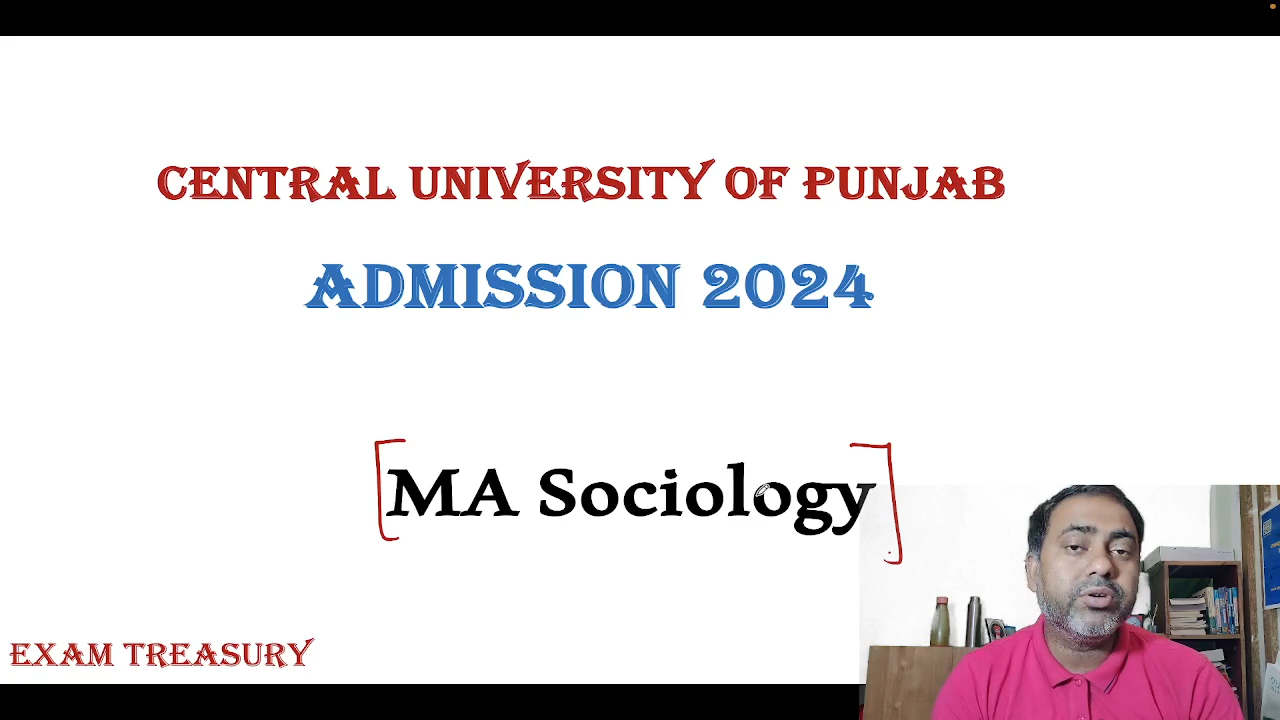 CENTRAL UNIVERSITY OF PUNJAB
ADMISSION 2024
MA Sociology
EXAM TREASURY